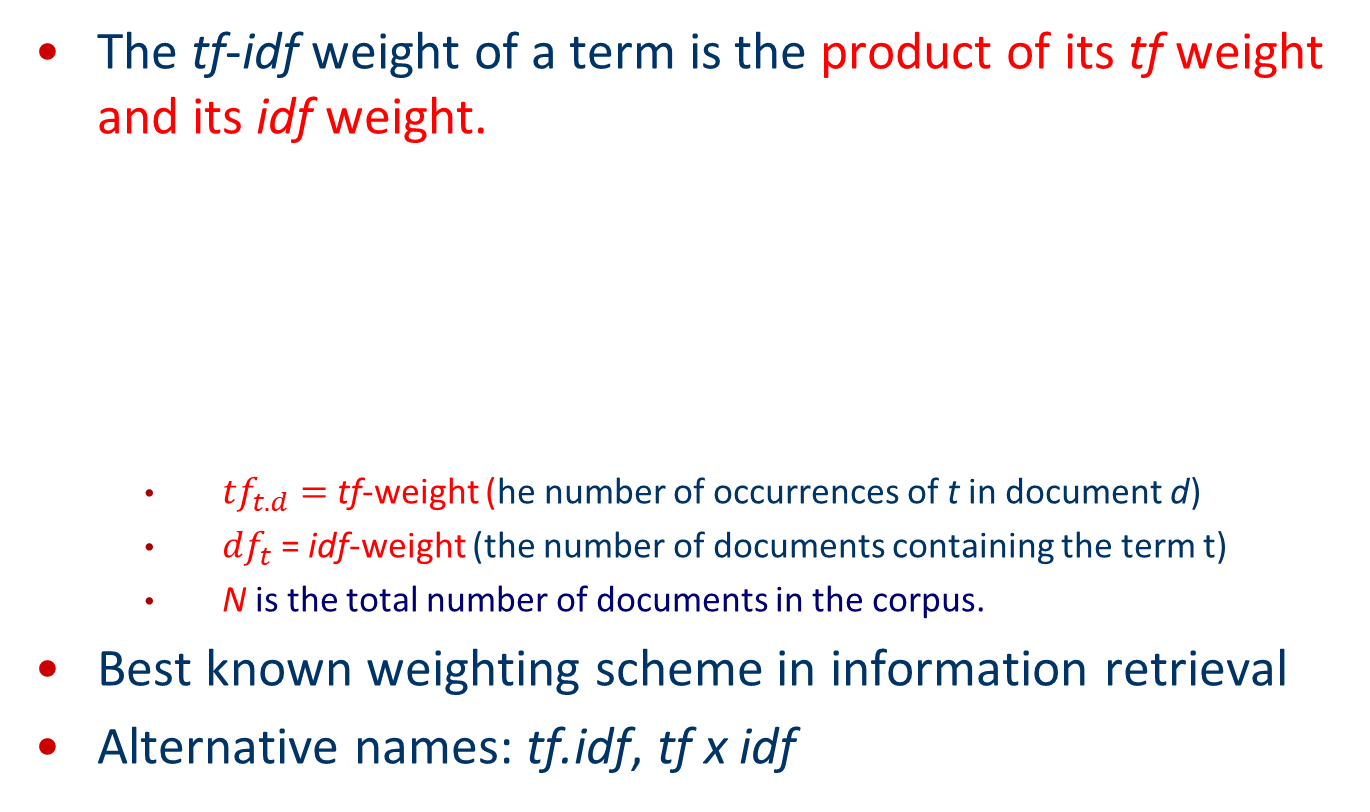 • The tf-idf weight of a term is the product of its tf weight
and its idf weight.
• tf_{t.d} = tf-weight (he number of occurrences of t in document d)
• df_t = idf-weight (the number of documents containing the term t)
• N is the total number of documents in the corpus.
• Best known weighting scheme in information retrieval
• Alternative names: tf.idf, tf x idf